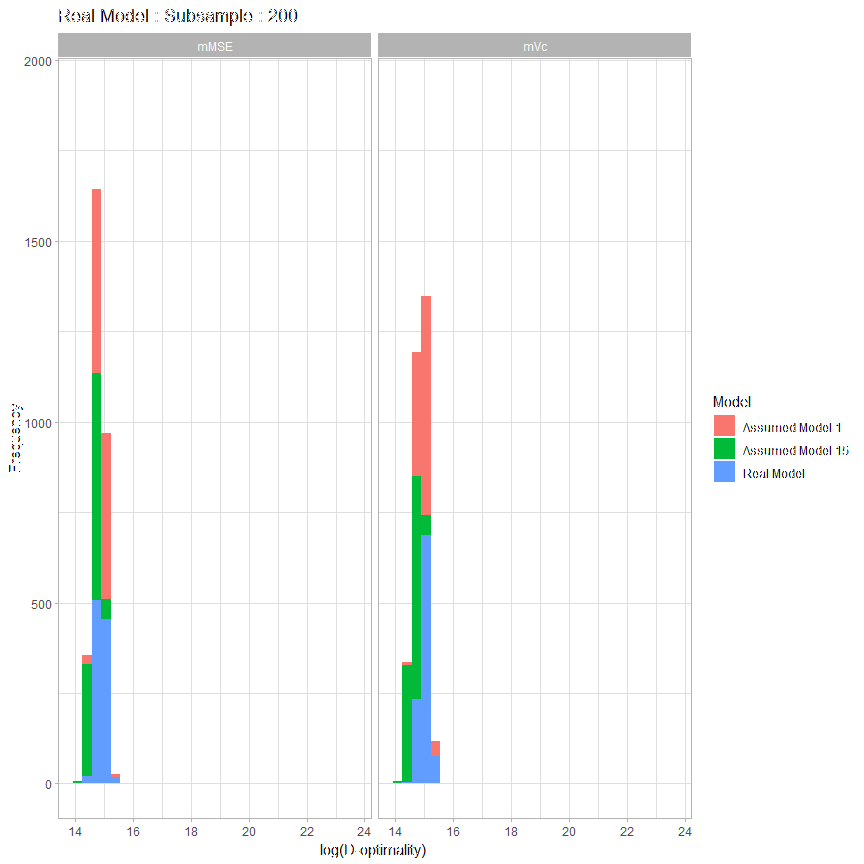 Real Model : Subsample : 200
mMSE
mVc
2000
1500
1000
500
0
Frequency
14 16 18 20 22 24
14 16 18 20 22 24
log(D-optimality)
Model
Assumed Model 1
Assumed Model 15
Real Model